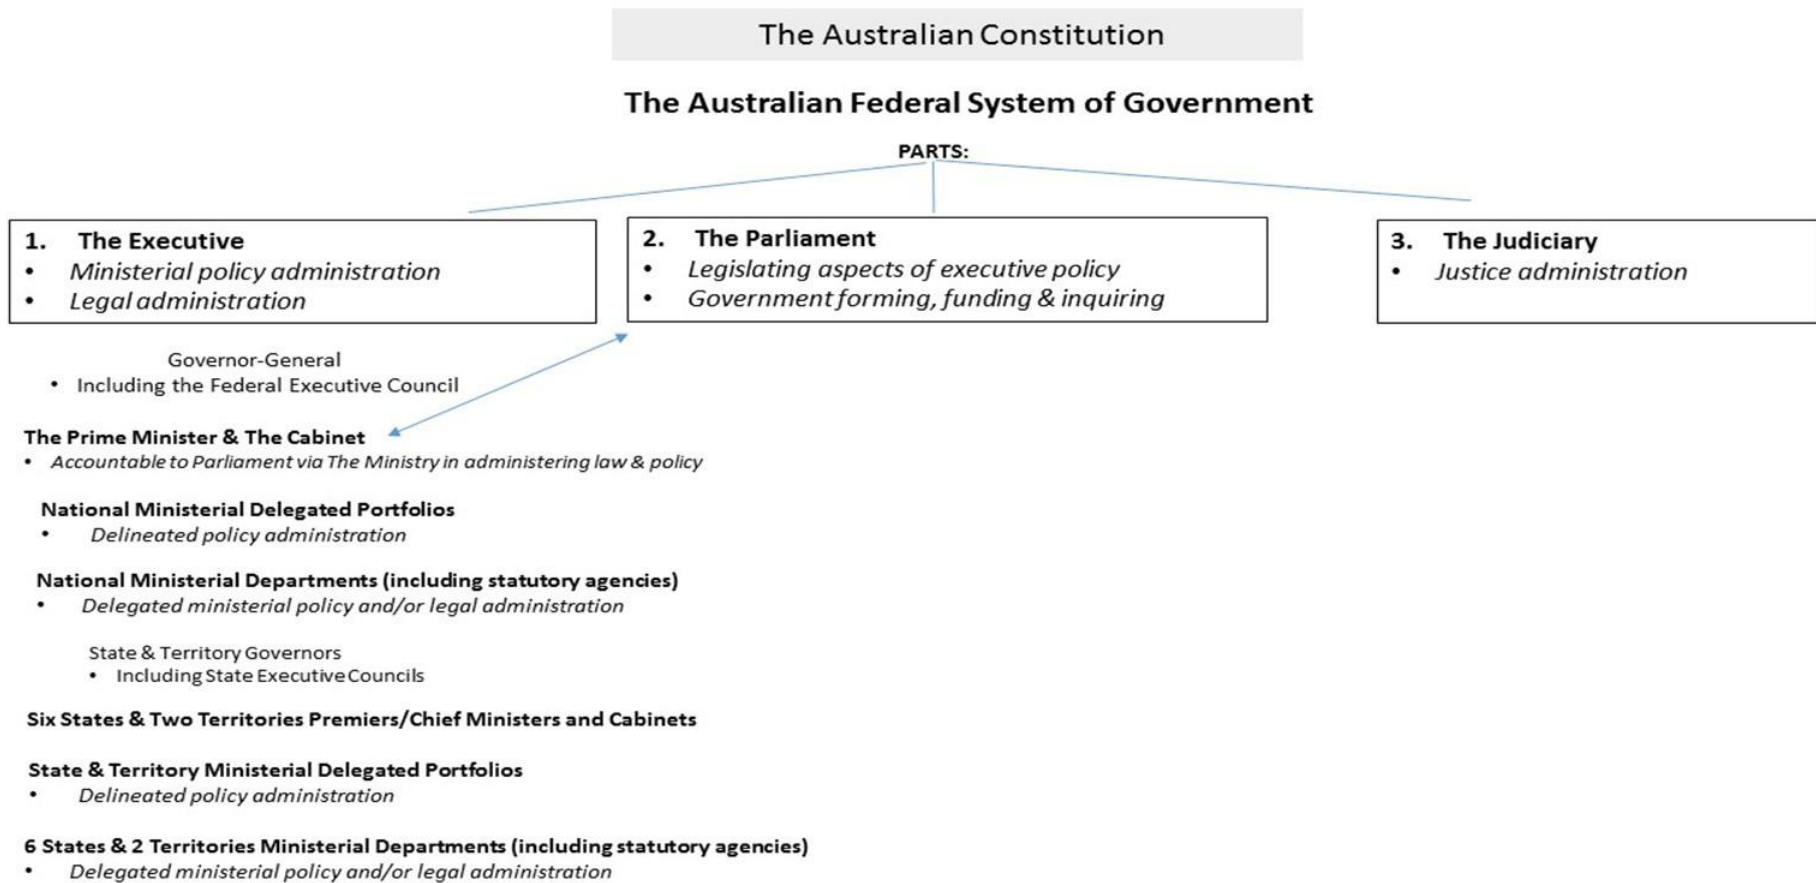 The Australian Constitution
The Australian Federal System of Government
PARTS:
1. The Executive
• Ministerial policy administration
• Legal administration
2. The Parliament
• Legislating aspects of executive policy
• Government forming, funding & inquiring
3. The Judiciary
• Justice administration
Governor-General
• Including the Federal Executive Council
The Prime Minister & The Cabinet
• Accountable to Parliament via The Ministry in administering law & policy
National Ministerial Delegated Portfolios
• Delineated policy administration
National Ministerial Departments (including statutory agencies)
• Delegated ministerial policy and/or legal administration
State & Territory Governors
• Including State Executive Councils
Six States & Two Territories Premiers/Chief Ministers and Cabinets
State & Territory Ministerial Delegated Portfolios
• Delineated policy administration
6 States & 2 Territories Ministerial Departments (including statutory agencies)
• Delegated ministerial policy and/or legal administration